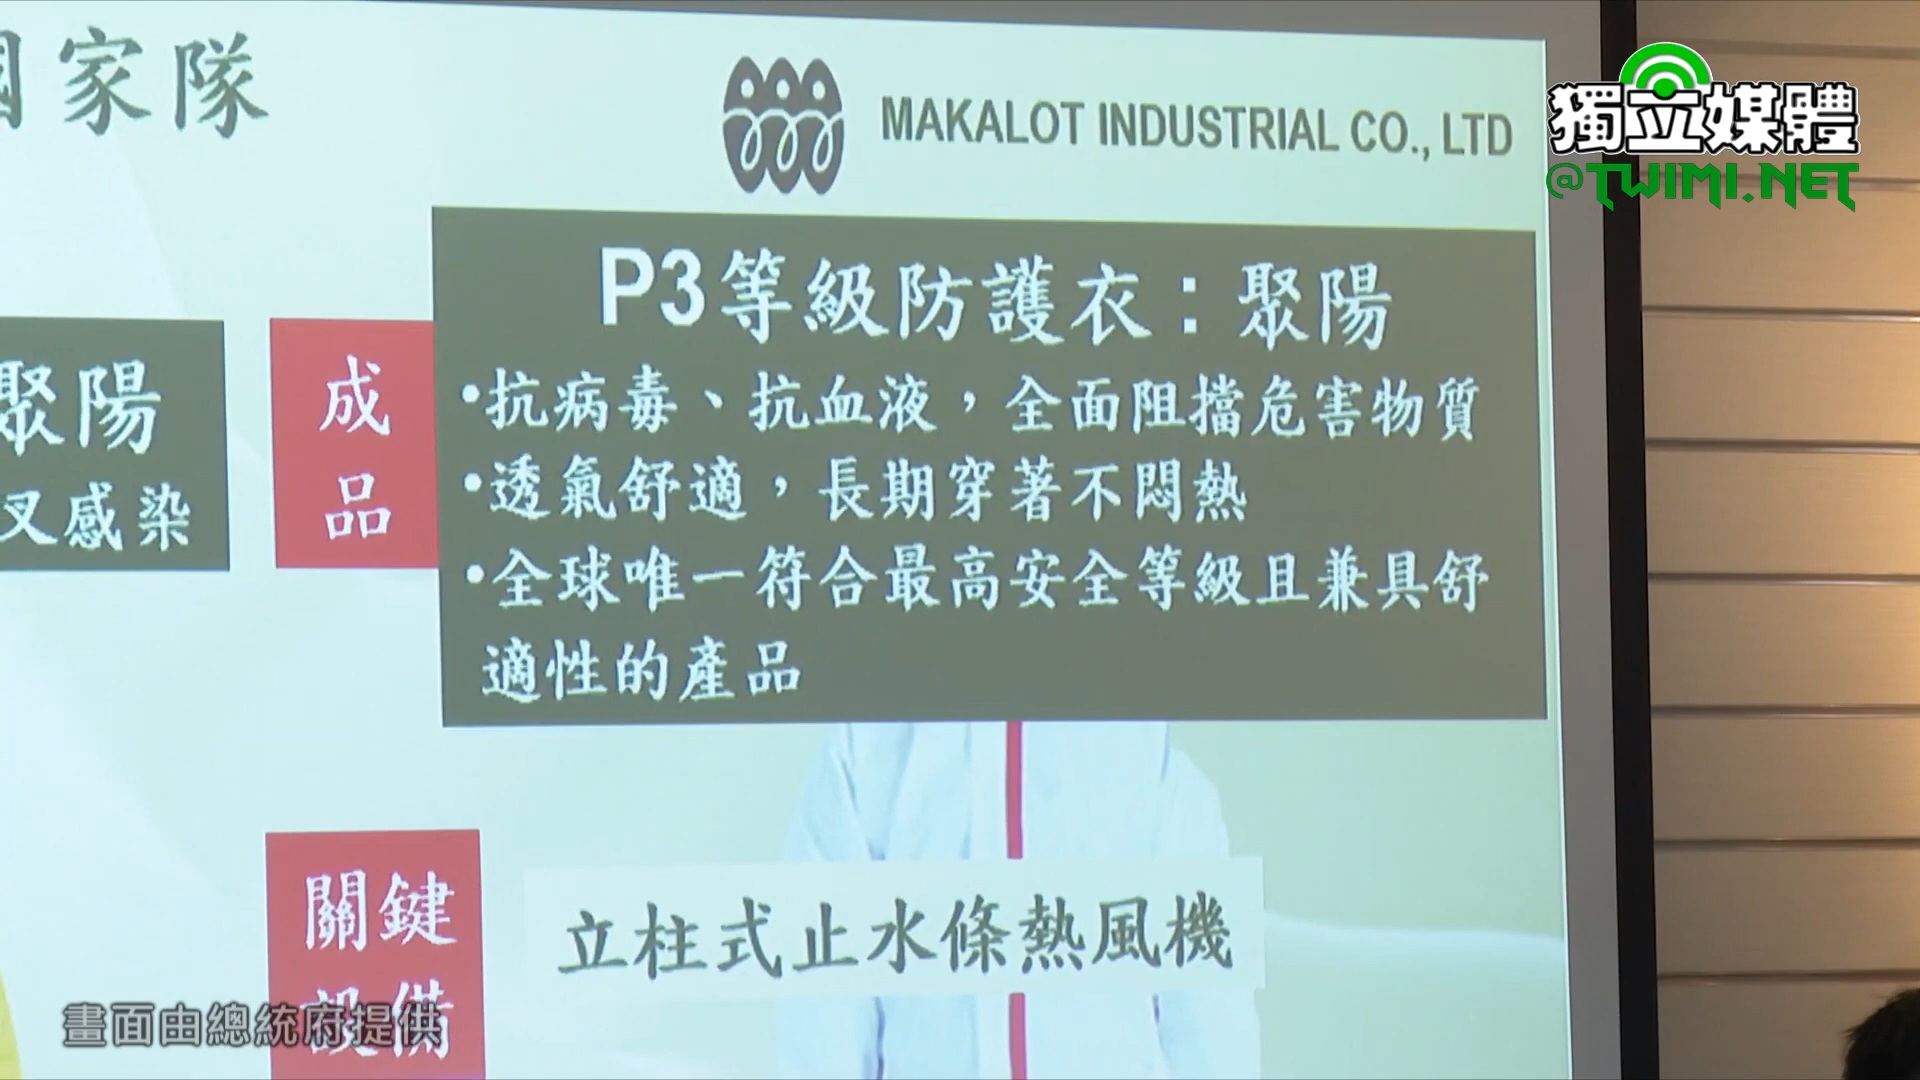 國家隊
MAKALOT INDUSTRIAL CO., LTD
獨立媒體
@TWIMI.NET
P3等級防護衣：聚陽
•抗病毒、抗血液，全面阻擋危害物質
•透氣舒適，長期穿著不悶熱
•全球唯一符合最高安全等級且兼具舒
適性的產品
聚陽
叉感染
成
品
關鍵
設備
立柱式止水條熱風機
畫面由總統府提供